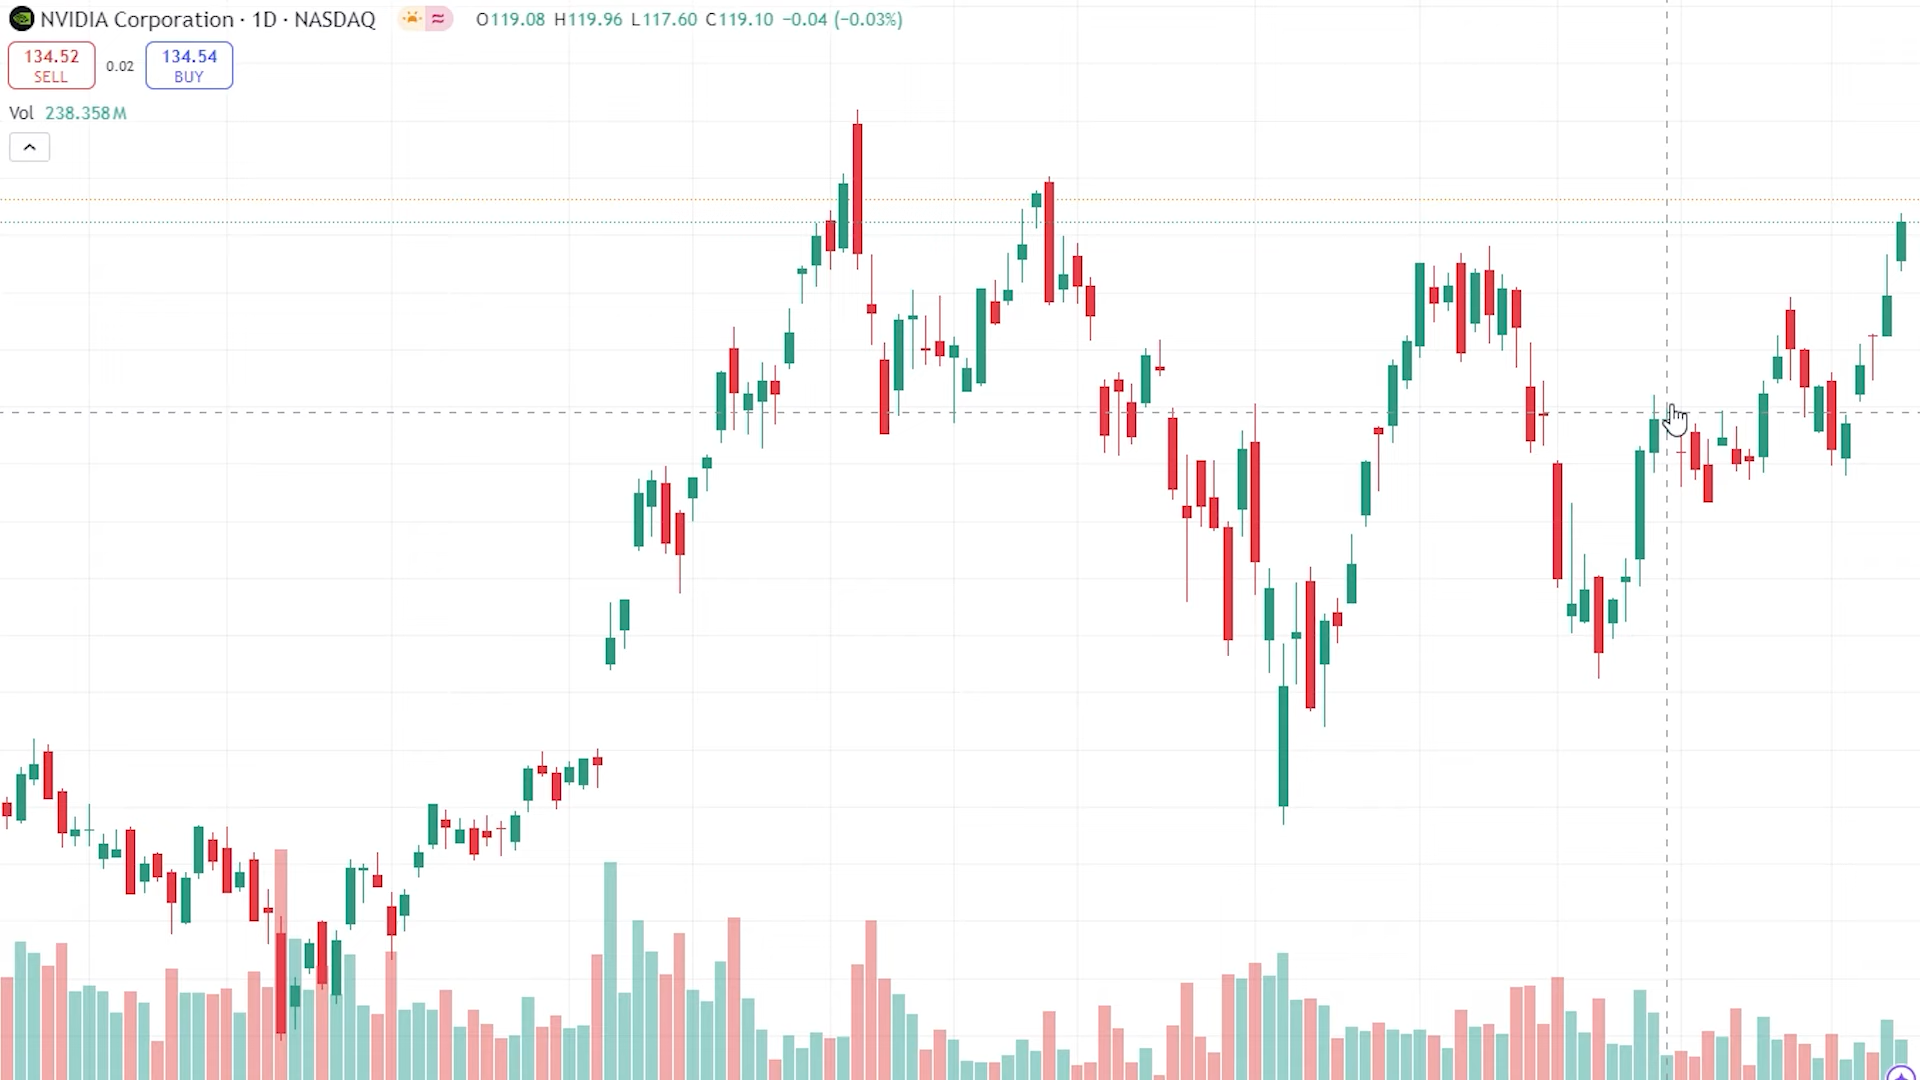 NVIDIA Corporation · 1D · NASDAQ O119.08 H119.96 L117.60 C119.10 −0.04 (−0.03%)
134.52 0.02 134.54
SELL BUY
Vol 238.358M